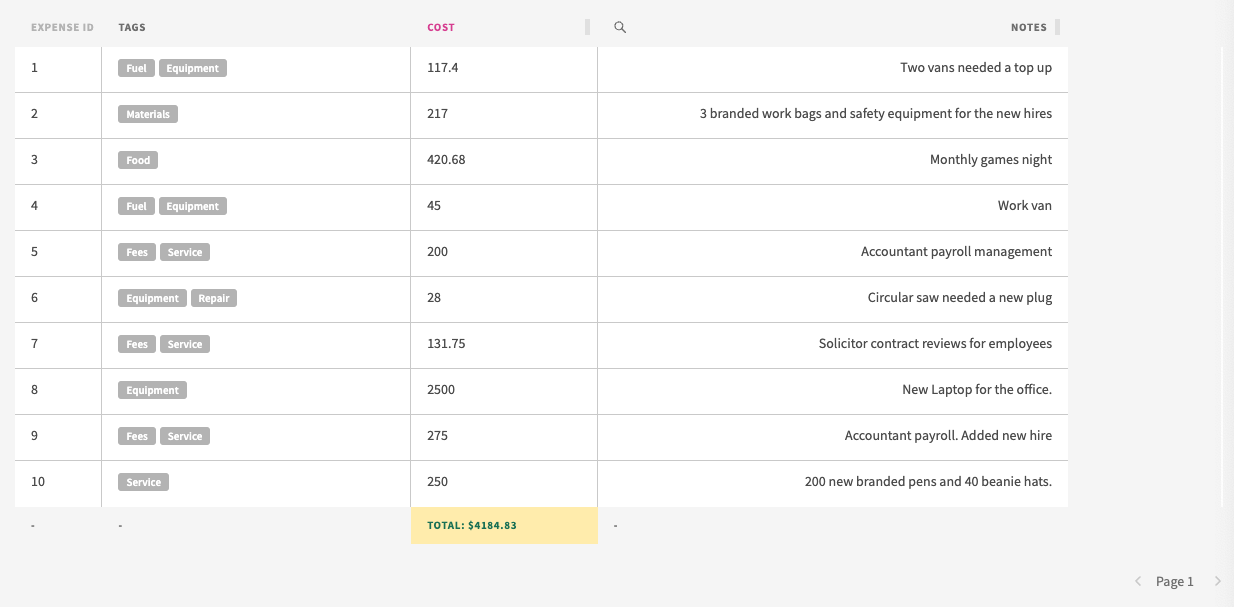 EXPENSE ID TAGS COST NOTES
1 Fuel Equipment 117.4 Two vans needed a top up
2 Materials 217 3 branded work bags and safety equipment for the new hires
3 Food 420.68 Monthly games night
4 Fuel Equipment 45 Work van
5 Fees Service 200 Accountant payroll management
6 Equipment Repair 28 Circular saw needed a new plug
7 Fees Service 131.75 Solicitor contract reviews for employees
8 Equipment 2500 New Laptop for the office.
9 Fees Service 275 Accountant payroll. Added new hire
10 Service 250 200 new branded pens and 40 beanie hats.
- - TOTAL: $4184.83 -
Page 1